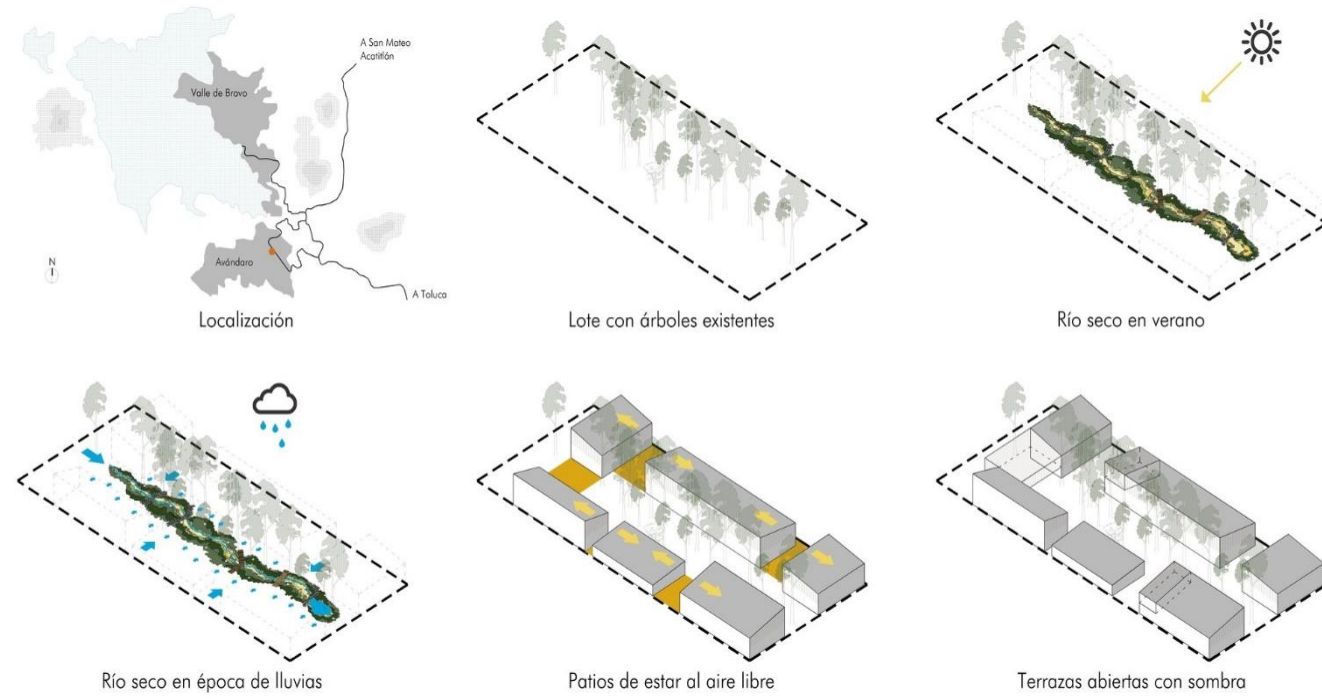 A San Mateo
Acatitlán
Valle de Bravo
N
Avándaro
A Toluca
Localización
Lote con árboles existentes
Río seco en verano
Río seco en época de lluvias
Patios de estar al aire libre
Terrazas abiertas con sombra